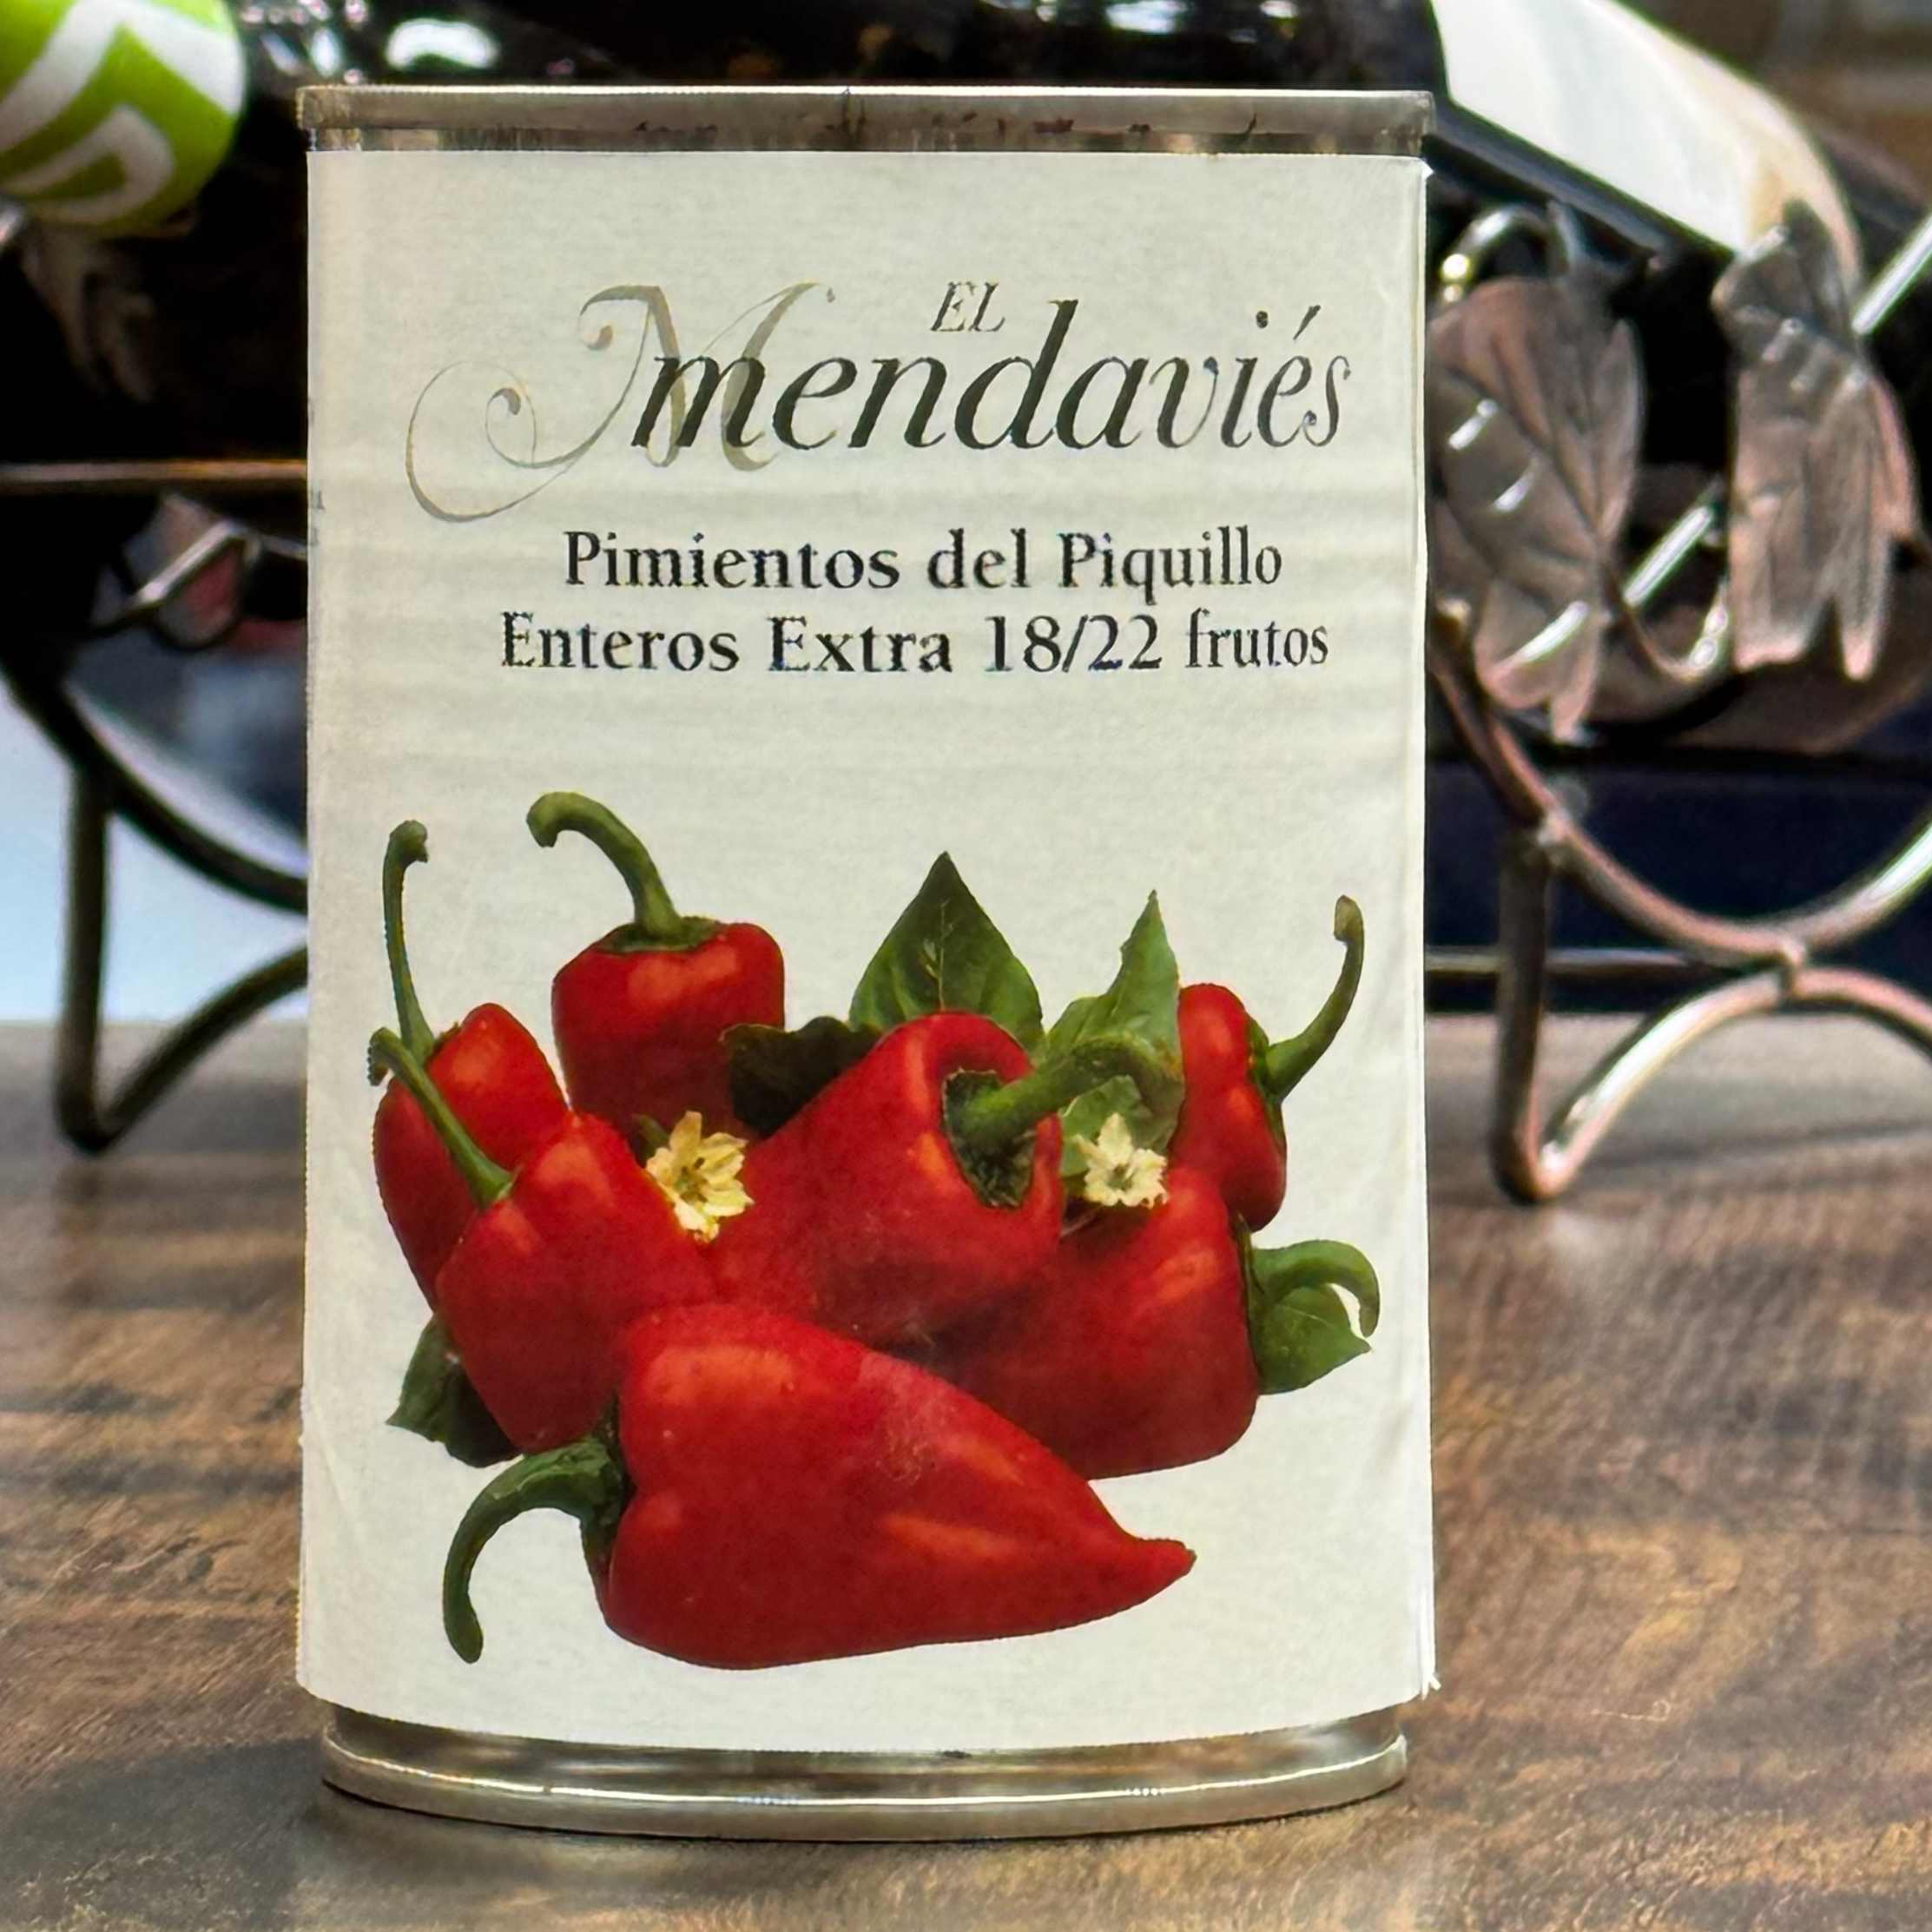 EL
mendaviés
Pimientos del Piquillo
Enteros Extra 18/22 frutos